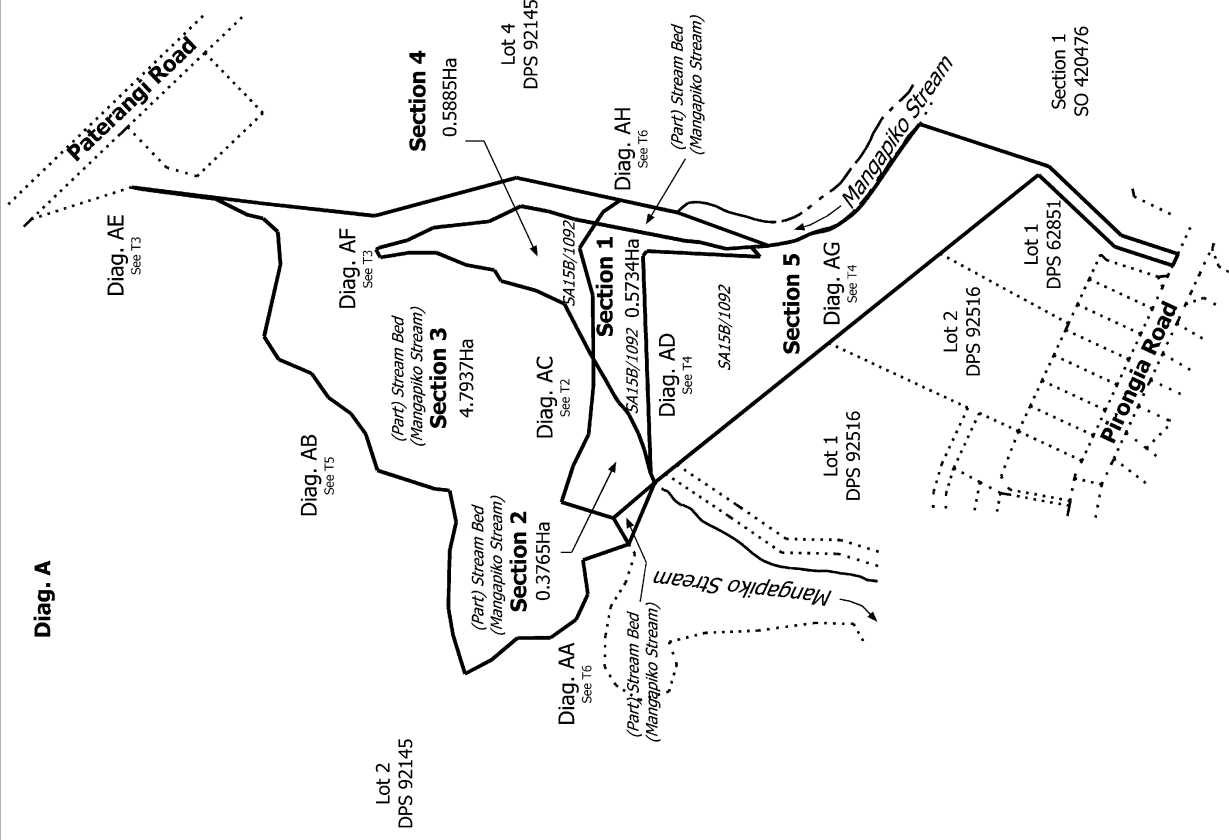 Diag. A
Paterangi Road
Diag. AE
See T3
Section 4
0.5885Ha
Lot 4
DPS 92145
(Part) Stream Bed
(Mangapiko Stream)
Diag. AH
See T6
Mangapiko Stream
Section 1
SO 420476
Diag. AF
See T3
SA15B/1092
Section 1
0.5734Ha
SA15B/1092
Diag. AD
See T4
SA15B/1092
Section 5
Diag. AG
See T4
Lot 1
DPS 62851
Lot 2
DPS 92516
Pirongia Road
Lot 1
DPS 92516
(Part) Stream Bed
(Mangapiko Stream)
Section 3
4.7937Ha
Diag. AC
See T2
Diag. AB
See T5
(Part) Stream Bed
(Mangapiko Stream)
Section 2
0.3765Ha
Diag. AA
See T6
(Part) Stream Bed
(Mangapiko Stream)
Mangapiko Stream
Lot 2
DPS 92145